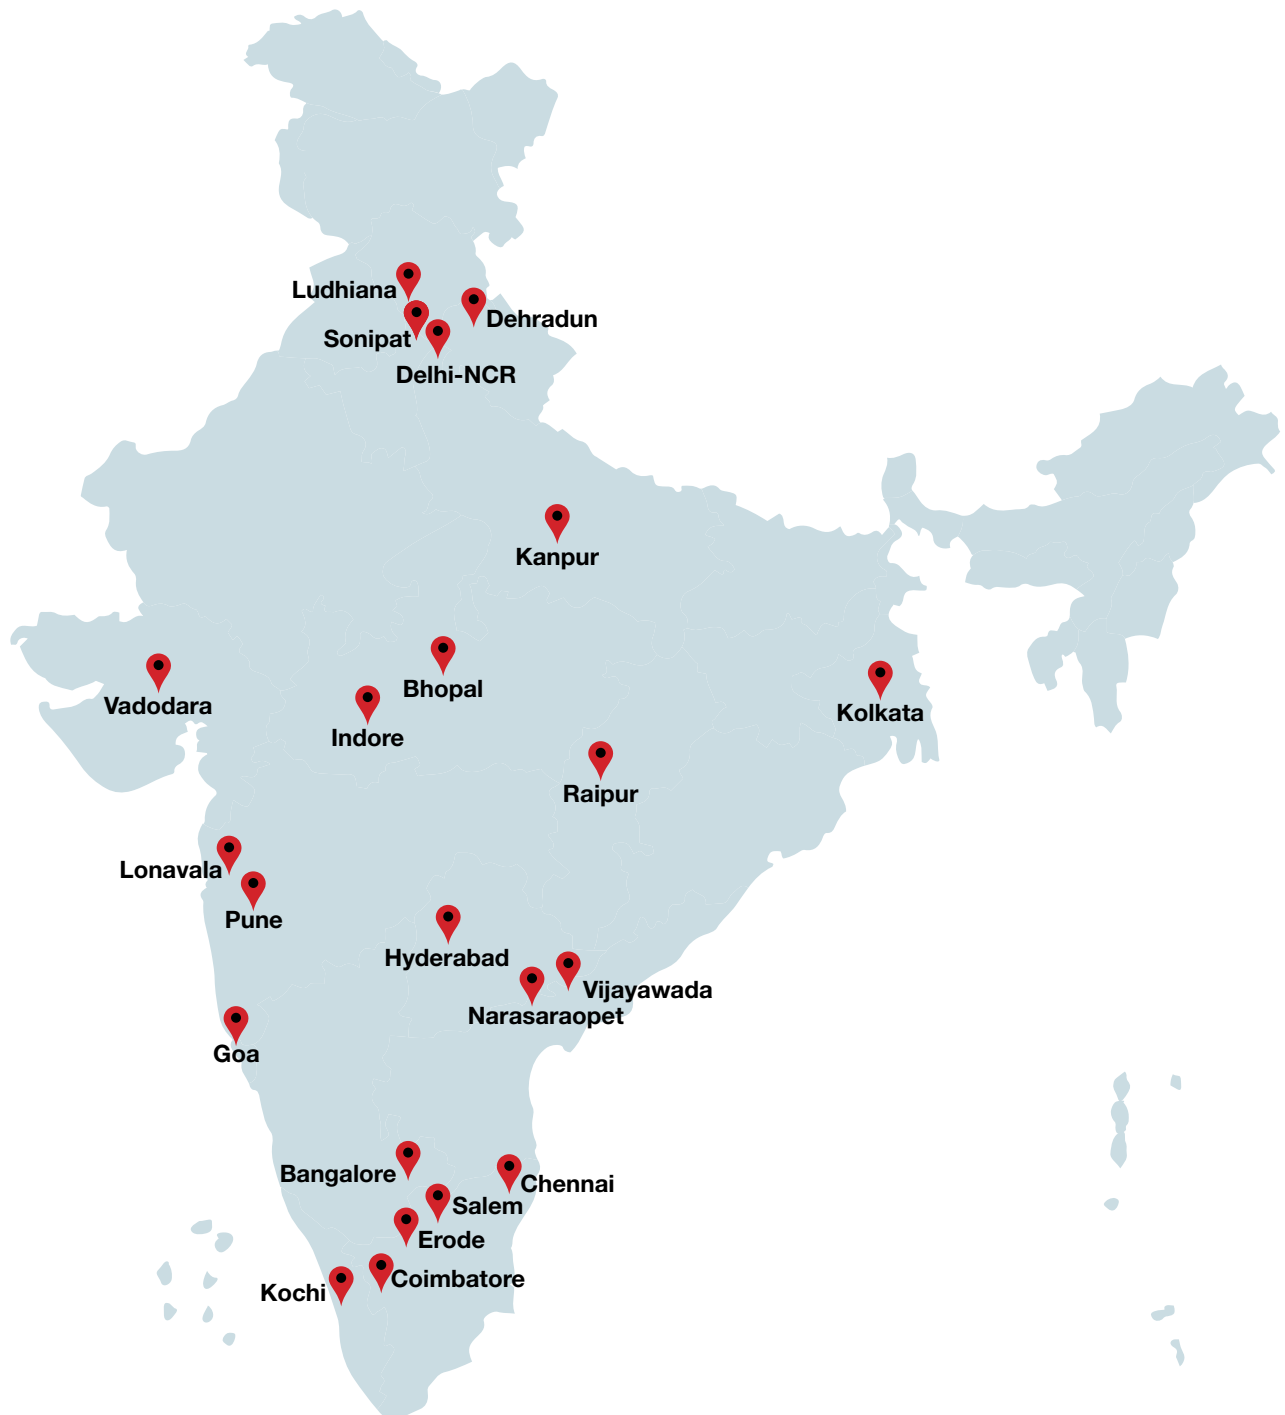 Ludhiana
Dehradun
Sonipat
Delhi-NCR
Kanpur
Bhopal
Vadodara
Kolkata
Indore
Raipur
Lonavala
Pune
Hyderabad
Vijayawada
Narasaraopet
Goa
Bangalore
Chennai
Salem
Erode
Coimbatore
Kochi